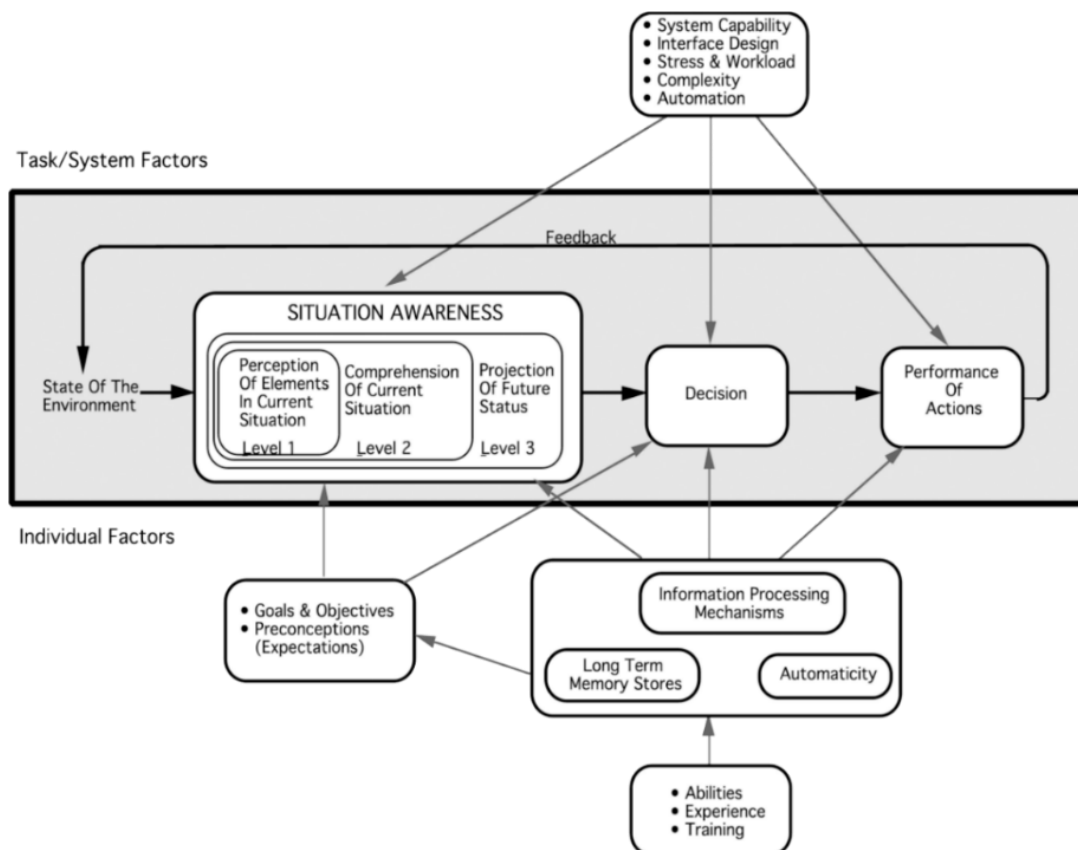 • System Capability
• Interface Design
• Stress & Workload
• Complexity
• Automation
Task/System Factors
Feedback
SITUATION AWARENESS
State Of The
Environment
Perception
Of Elements
In Current
Situation
Level 1
Comprehension
Of Current
Situation
Level 2
Projection
Of Future
Status
Level 3
Decision
Performance
Of
Actions
Individual Factors
• Goals & Objectives
• Preconceptions
(Expectations)
Information Processing
Mechanisms
Long Term
Memory Stores
Automaticity
• Abilities
• Experience
• Training